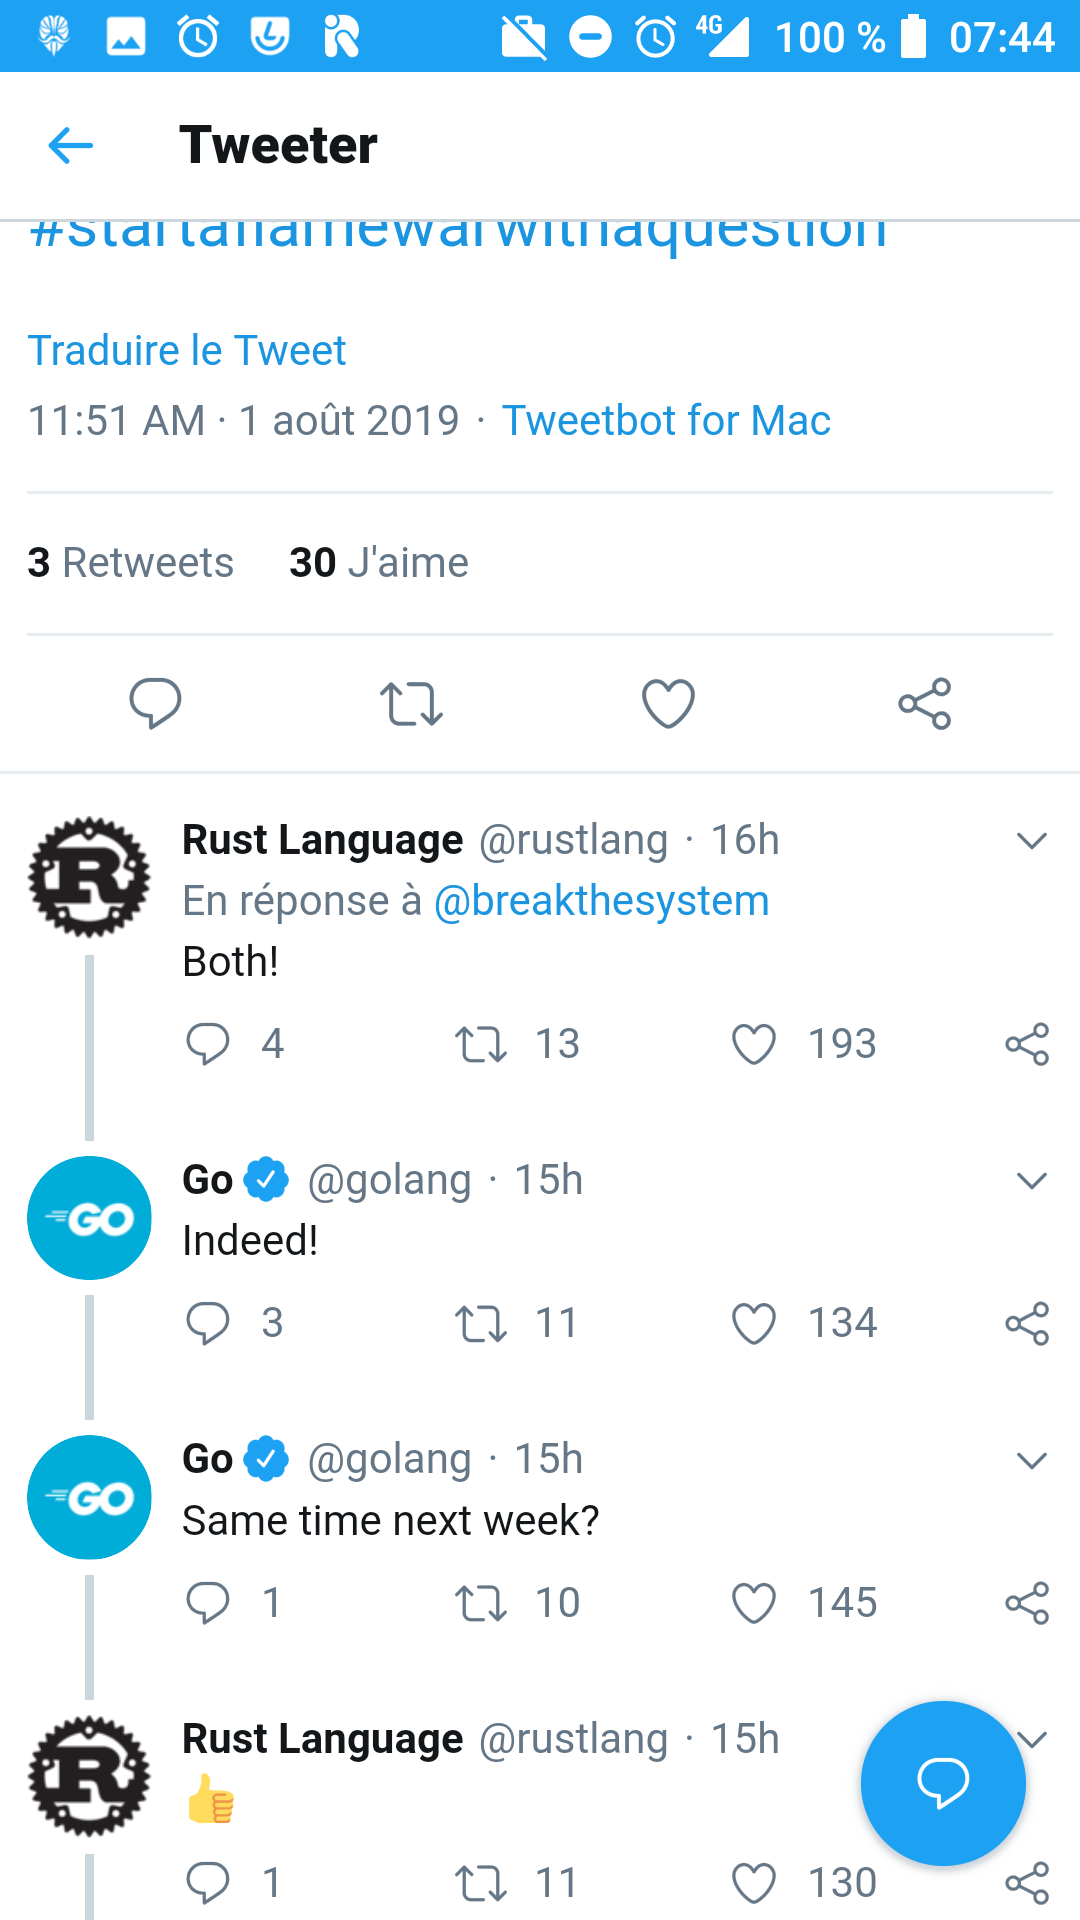 4G 100 % 07:44
Tweeter
#startaflamewarwithaquestion
Traduire le Tweet
11:51 AM · 1 août 2019 · Tweetbot for Mac
3 Retweets 30 J'aime
Rust Language @rustlang · 16h
En réponse à @breakthesystem
Both!
4 13 193
Go @golang · 15h
GO
Indeed!
3 11 134
Go @golang · 15h
GO
Same time next week?
1 10 145
Rust Language @rustlang · 15h
👍
1 11 130